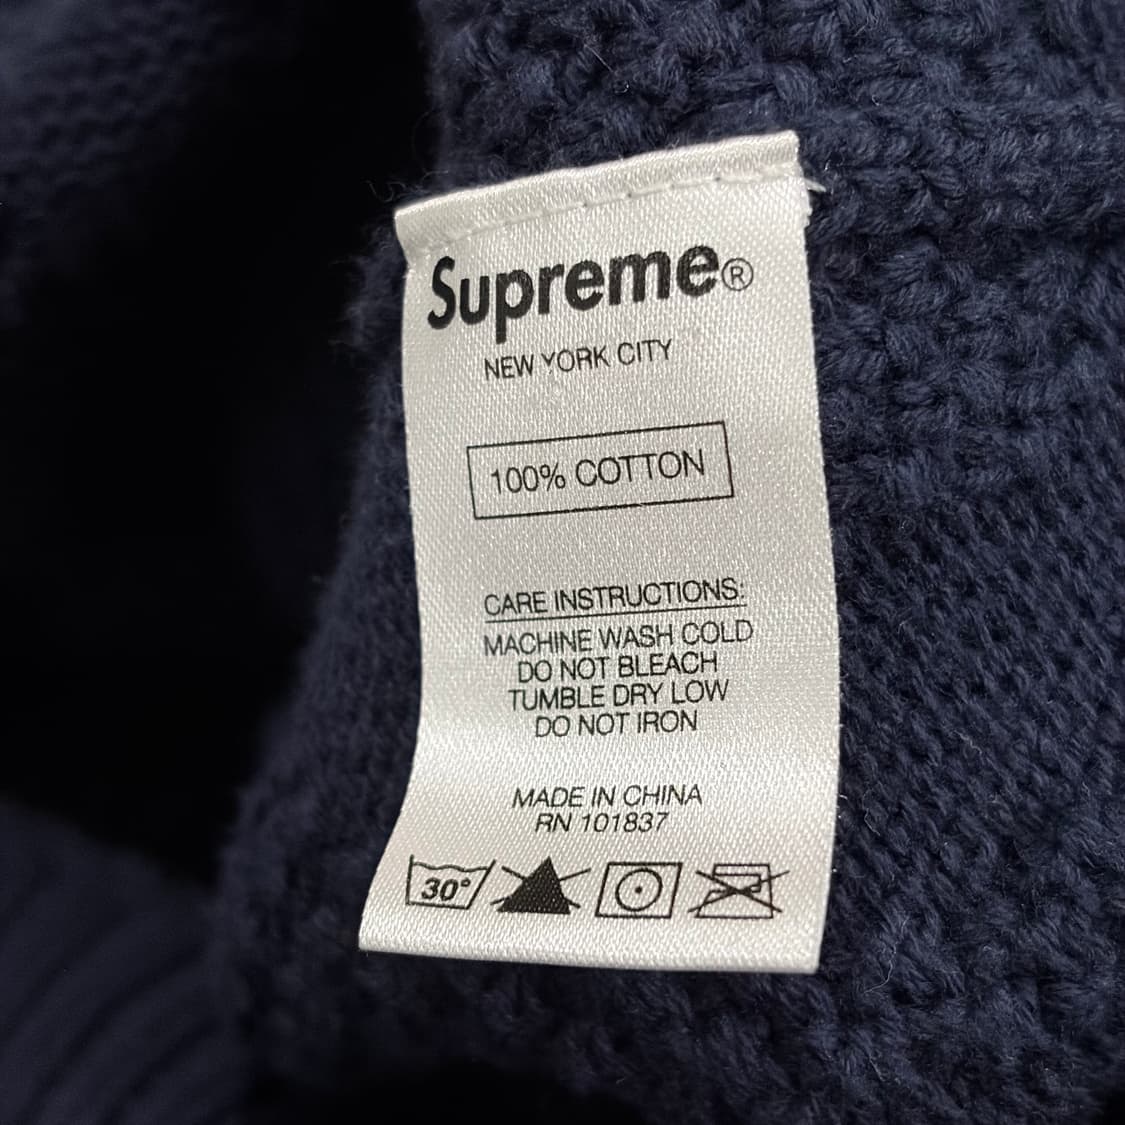 Supreme®
NEW YORK CITY
100% COTTON
CARE INSTRUCTIONS:
MACHINE WASH COLD
DO NOT BLEACH
TUMBLE DRY LOW
DO NOT IRON
MADE IN CHINA
RN 101837
30°